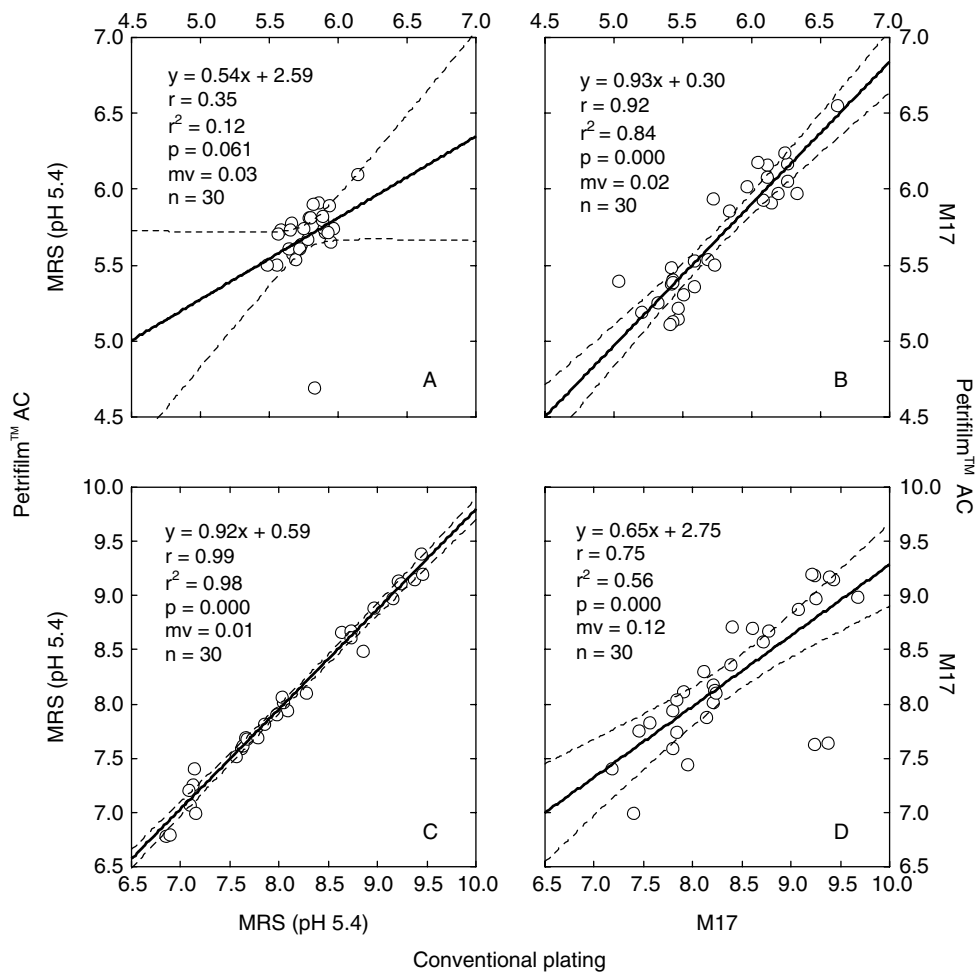 4.5 5.0 5.5 6.0 6.5 7.0
4.5 5.0 5.5 6.0 6.5 7.0
7.0
6.5
6.0
5.5
5.0
4.5
MRS (pH 5.4)
y = 0.54x + 2.59
r = 0.35
r² = 0.12
p = 0.061
mv = 0.03
n = 30
A
y = 0.93x + 0.30
r = 0.92
r² = 0.84
p = 0.000
mv = 0.02
n = 30
B
7.0
6.5
6.0
5.5
5.0
4.5
M17
Petrifilm™ AC
Petrifilm™ AC
10.0
9.5
9.0
8.5
8.0
7.5
7.0
6.5
MRS (pH 5.4)
y = 0.92x + 0.59
r = 0.99
r² = 0.98
p = 0.000
mv = 0.01
n = 30
C
y = 0.65x + 2.75
r = 0.75
r² = 0.56
p = 0.000
mv = 0.12
n = 30
D
10.0
9.5
9.0
8.5
8.0
7.5
7.0
6.5
M17
6.5 7.0 7.5 8.0 8.5 9.0 9.5 10.0
6.5 7.0 7.5 8.0 8.5 9.0 9.5 10.0
MRS (pH 5.4)
M17
Conventional plating